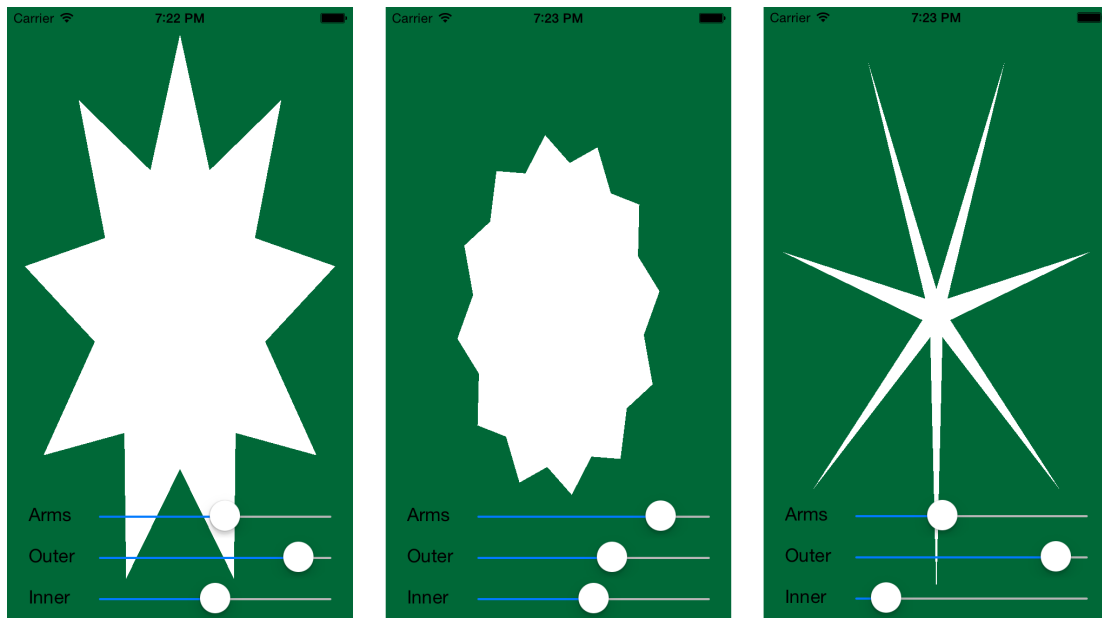 Carrier 7:22 PM
Arms
Outer
Inner
Carrier 7:23 PM
Arms
Outer
Inner
Carrier 7:23 PM
Arms
Outer
Inner